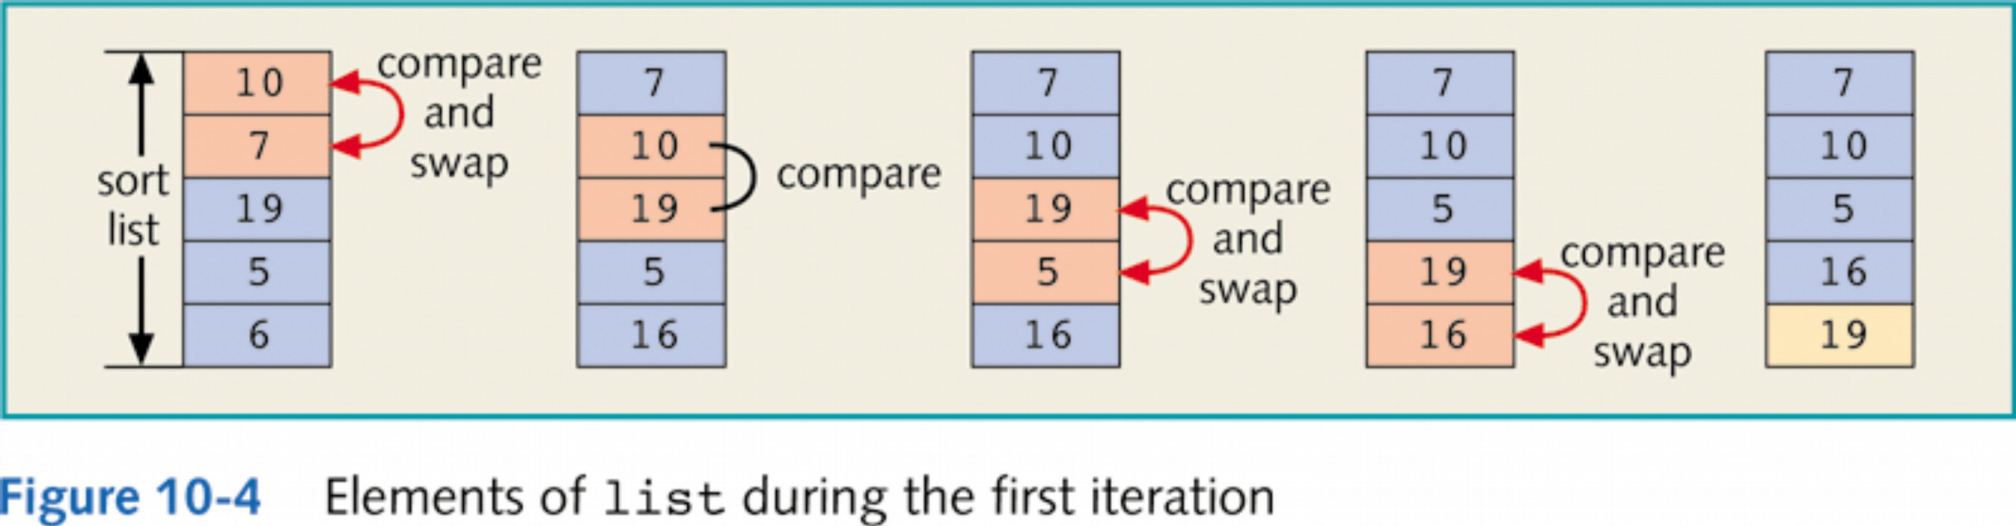 10
7
19
5
6
sort
list
compare
and
swap
7
10
19
5
16
compare
7
10
19
5
16
compare
and
swap
7
10
5
19
16
compare
and
swap
7
10
5
16
19
Figure 10-4 Elements of list during the first iteration